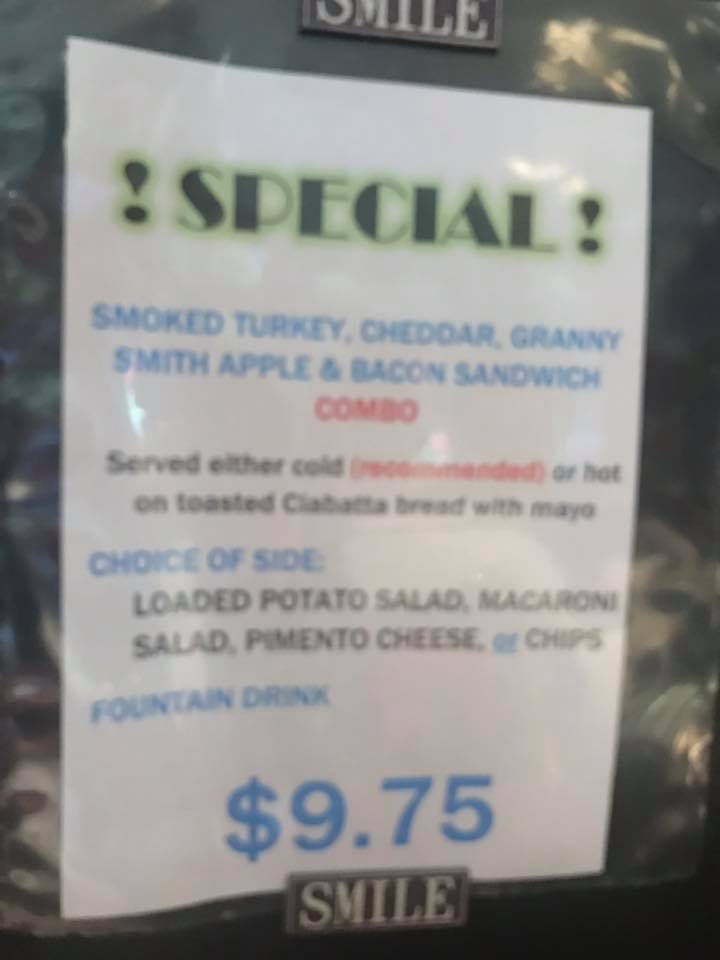 SMILE
! SPECIAL !
SMOKED TURKEY, CHEDDAR, GRANNY
SMITH APPLE & BACON SANDWICH
COMBO
Served either cold (recommended) or hot
on toasted Ciabatta bread with mayo
CHOICE OF SIDE:
LOADED POTATO SALAD, MACARONI
SALAD, PIMENTO CHEESE, or CHIPS
FOUNTAIN DRINK
$9.75
SMILE